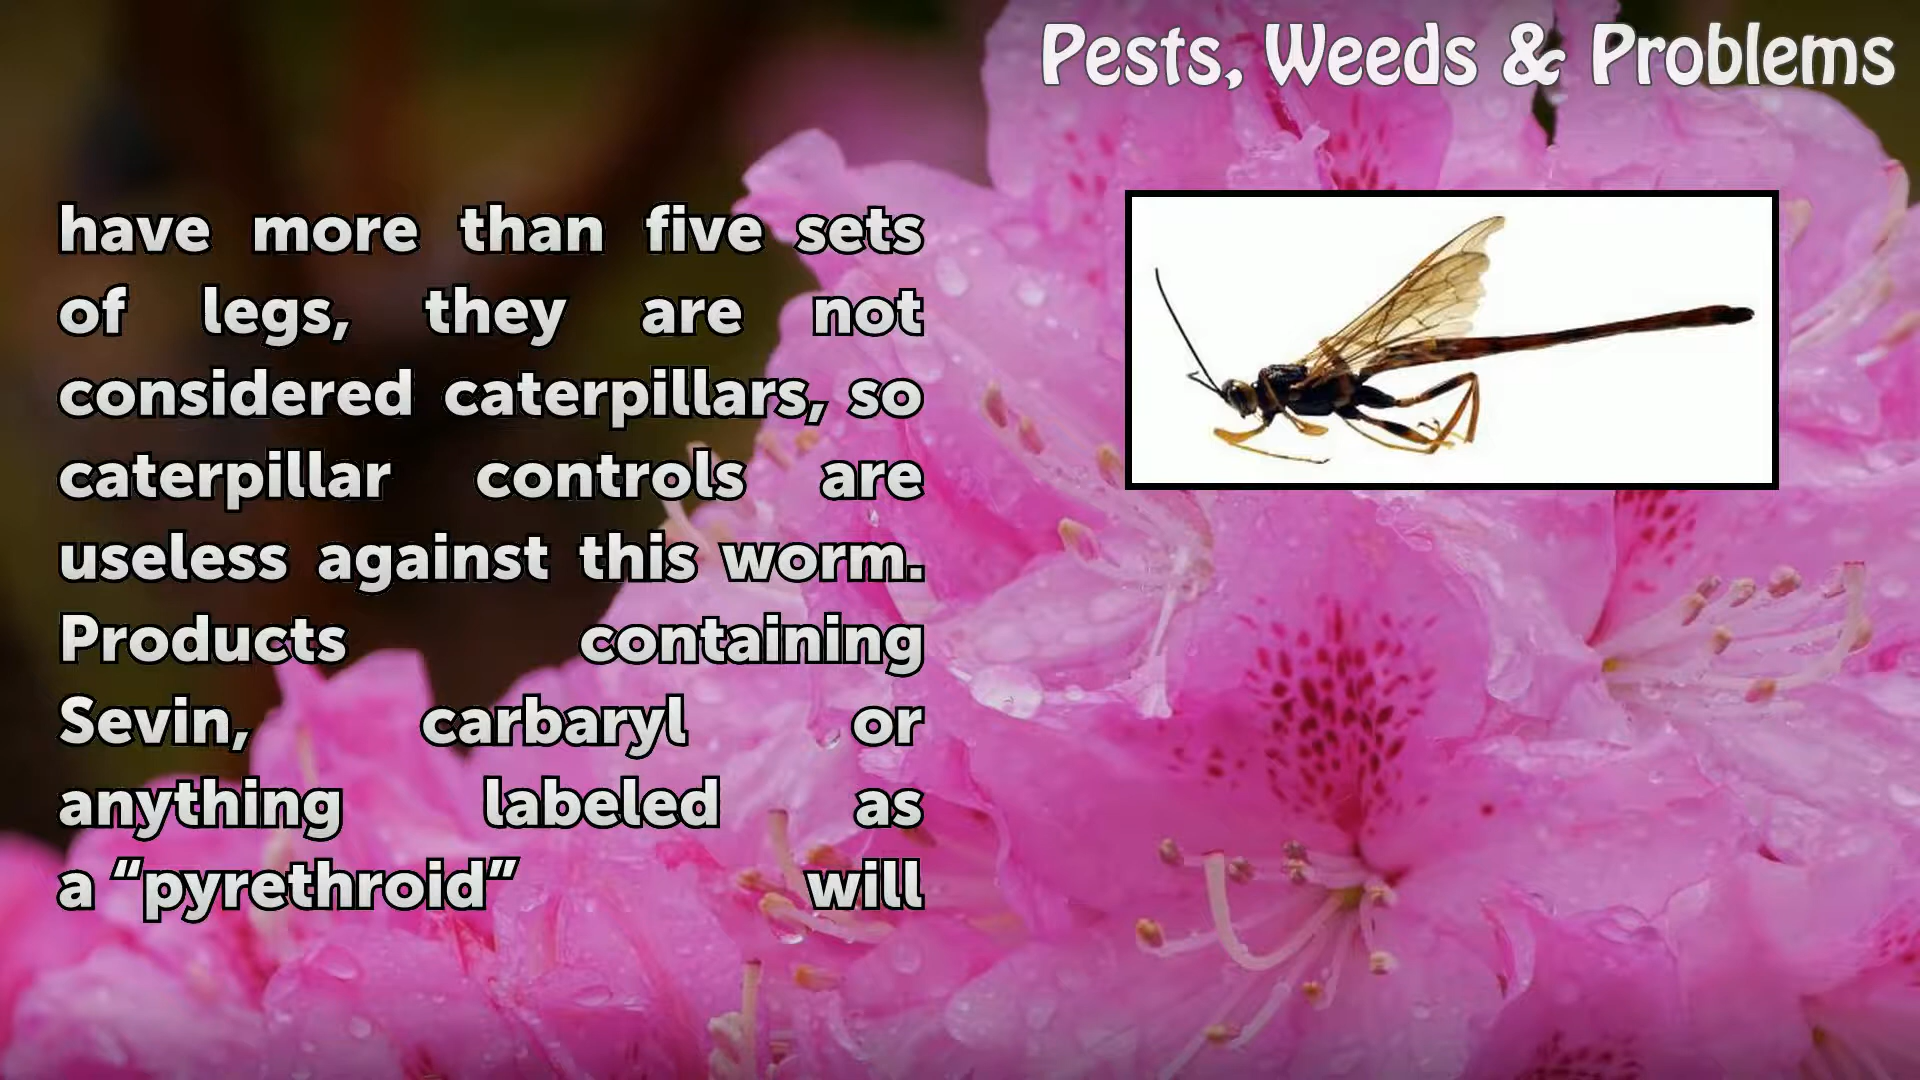 Pests, Weeds & Problems
have more than five sets
of legs, they are not
considered caterpillars, so
caterpillar controls are
useless against this worm.
Products containing
Sevin, carbaryl or
anything labeled as
a “pyrethroid” will